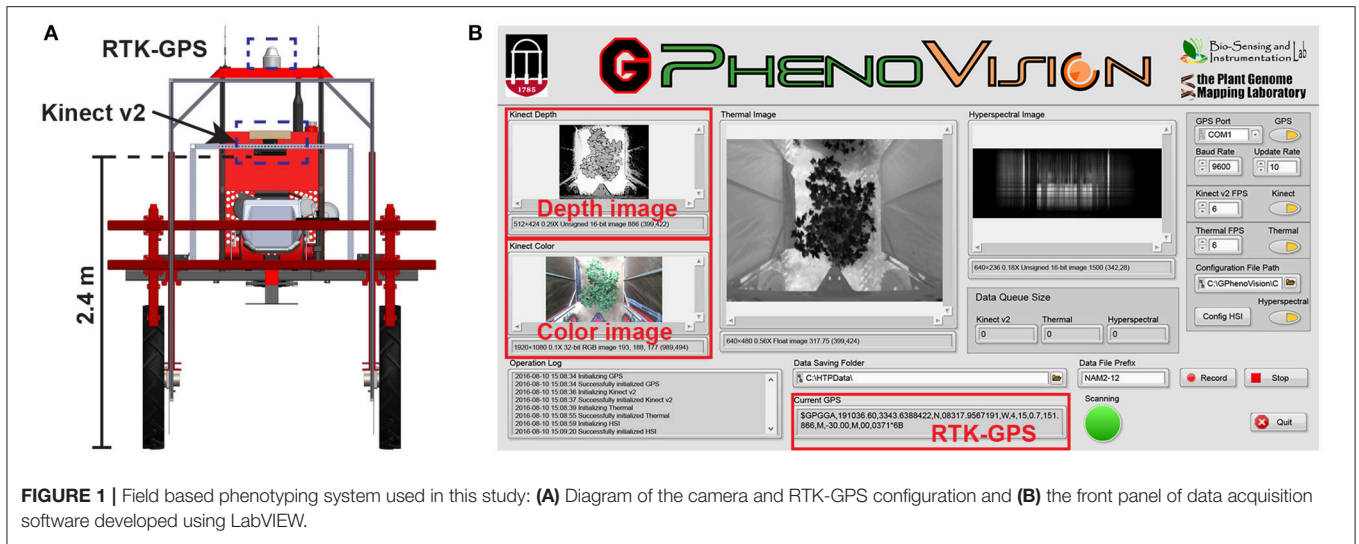 A
RTK-GPS
Kinect v2
2.4 m
B
1785
G PHENOVISION
Bio-Sensing and
Instrumentation Lab
the Plant Genome
Mapping Laboratory
Kinect Depth
Depth image
512×424 0.29X Unsigned 16-bit image 886 (399,422)
Kinect Color
Color image
1920×1080 0.1X 32-bit RGB image 193, 188, 177 (989,494)
Thermal Image
640×480 0.56X Float image 317.75 (399,424)
Hyperspectral Image
640×236 0.18X Unsigned 16-bit image 1500 (342,28)
Data Queue Size
Kinect v2 Thermal Hyperspectral
0 0 0
GPS Port GPS
COM1
Baud Rate Update Rate
9600 10
Kinect v2 FPS Kinect
6
Thermal FPS Thermal
6
Configuration File Path
C:\GPhenoVision\C
Hyperspectral
Config HSI
Operation Log
2016-08-10 15:08:34 Initializing GPS
2016-08-10 15:08:34 Successfully initialized GPS
2016-08-10 15:08:36 Initializing Kinect v2
2016-08-10 15:08:37 Successfully initialized Kinect v2
2016-08-10 15:08:39 Initializing Thermal
2016-08-10 15:08:55 Successfully initialized Thermal
2016-08-10 15:08:59 Initializing HSI
2016-08-10 15:09:20 Successfully initialized HSI
Data Saving Folder
C:\HTPData\
Data File Prefix
NAM2-12
Record
Stop
Current GPS
$GPGGA,191036.60,3343.6388422,N,08317.9567191,W,4,15,0.7,151.
866,M,-30.00,M,00,0371*6B
RTK-GPS
Scanning
Quit
FIGURE 1 | Field based phenotyping system used in this study: (A) Diagram of the camera and RTK-GPS configuration and (B) the front panel of data acquisition
software developed using LabVIEW.